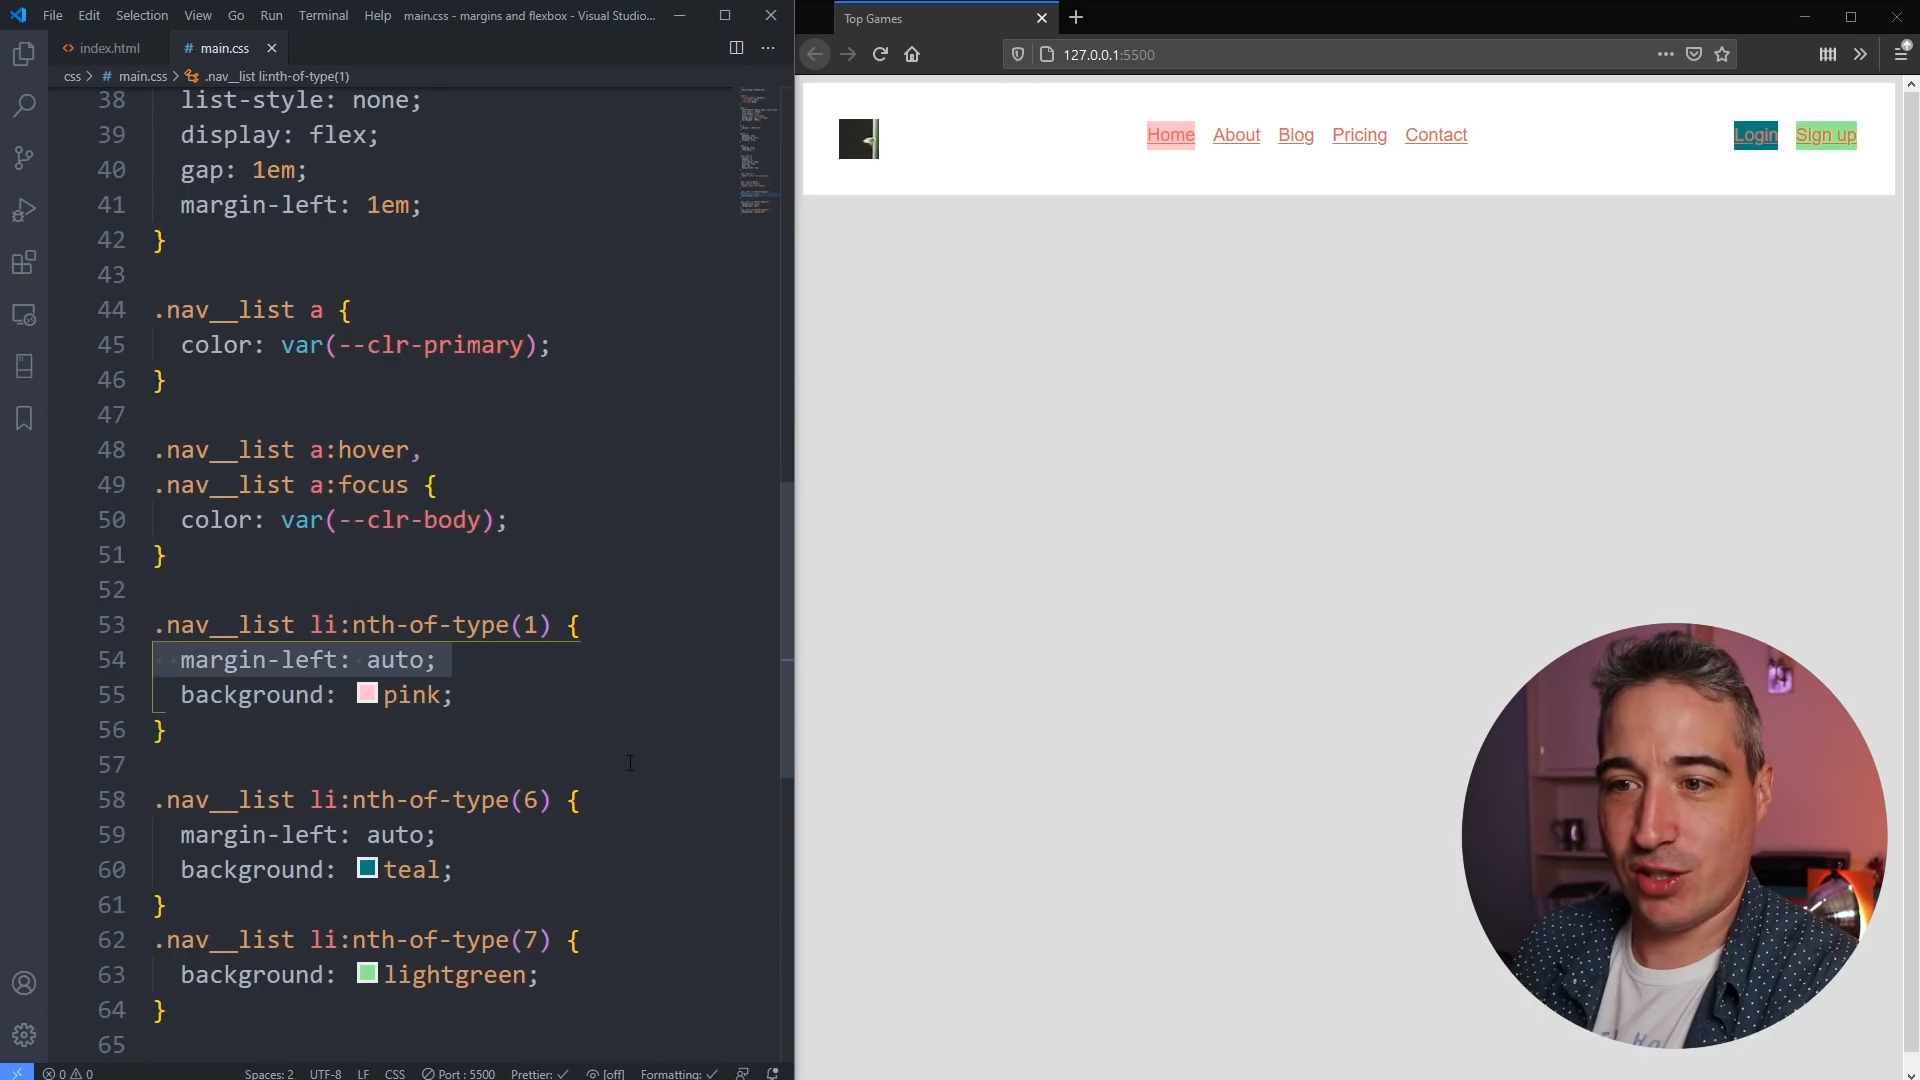 File Edit Selection View Go Run Terminal Help main.css - margins and flexbox - Visual Studio...
index.html
main.css
css > # main.css > .nav__list li:nth-of-type(1)
38 list-style: none;
39 display: flex;
40 gap: 1em;
41 margin-left: 1em;
42 }
43
44 .nav__list a {
45 color: var(--clr-primary);
46 }
47
48 .nav__list a:hover,
49 .nav__list a:focus {
50 color: var(--clr-body);
51 }
52
53 .nav__list li:nth-of-type(1) {
54 margin-left: auto;
55 background: pink;
56 }
57
58 .nav__list li:nth-of-type(6) {
59 margin-left: auto;
60 background: teal;
61 }
62 .nav__list li:nth-of-type(7) {
63 background: lightgreen;
64 }
65
0 0 Spaces: 2 UTF-8 LF CSS Port : 5500 Prettier: ✓ [off] Formatting: ✓
Top Games
127.0.0.1:5500
Home About Blog Pricing Contact Login Sign up